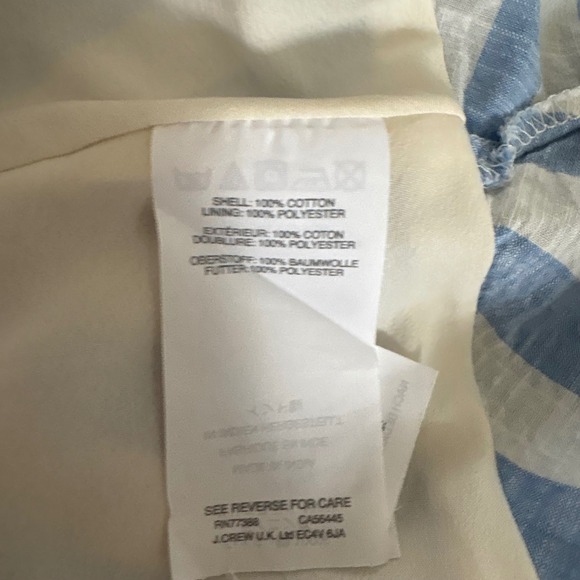 SHELL: 100% COTTON
LINING: 100% POLYESTER
EXTÉRIEUR: 100% COTON
DOUBLURE: 100% POLYESTER
OBERSTOFF: 100% BAUMWOLLE
FUTTER: 100% POLYESTER
SEE REVERSE FOR CARE
RN77388 CA56445
J.CREW U.K. Ltd EC4V 6JA